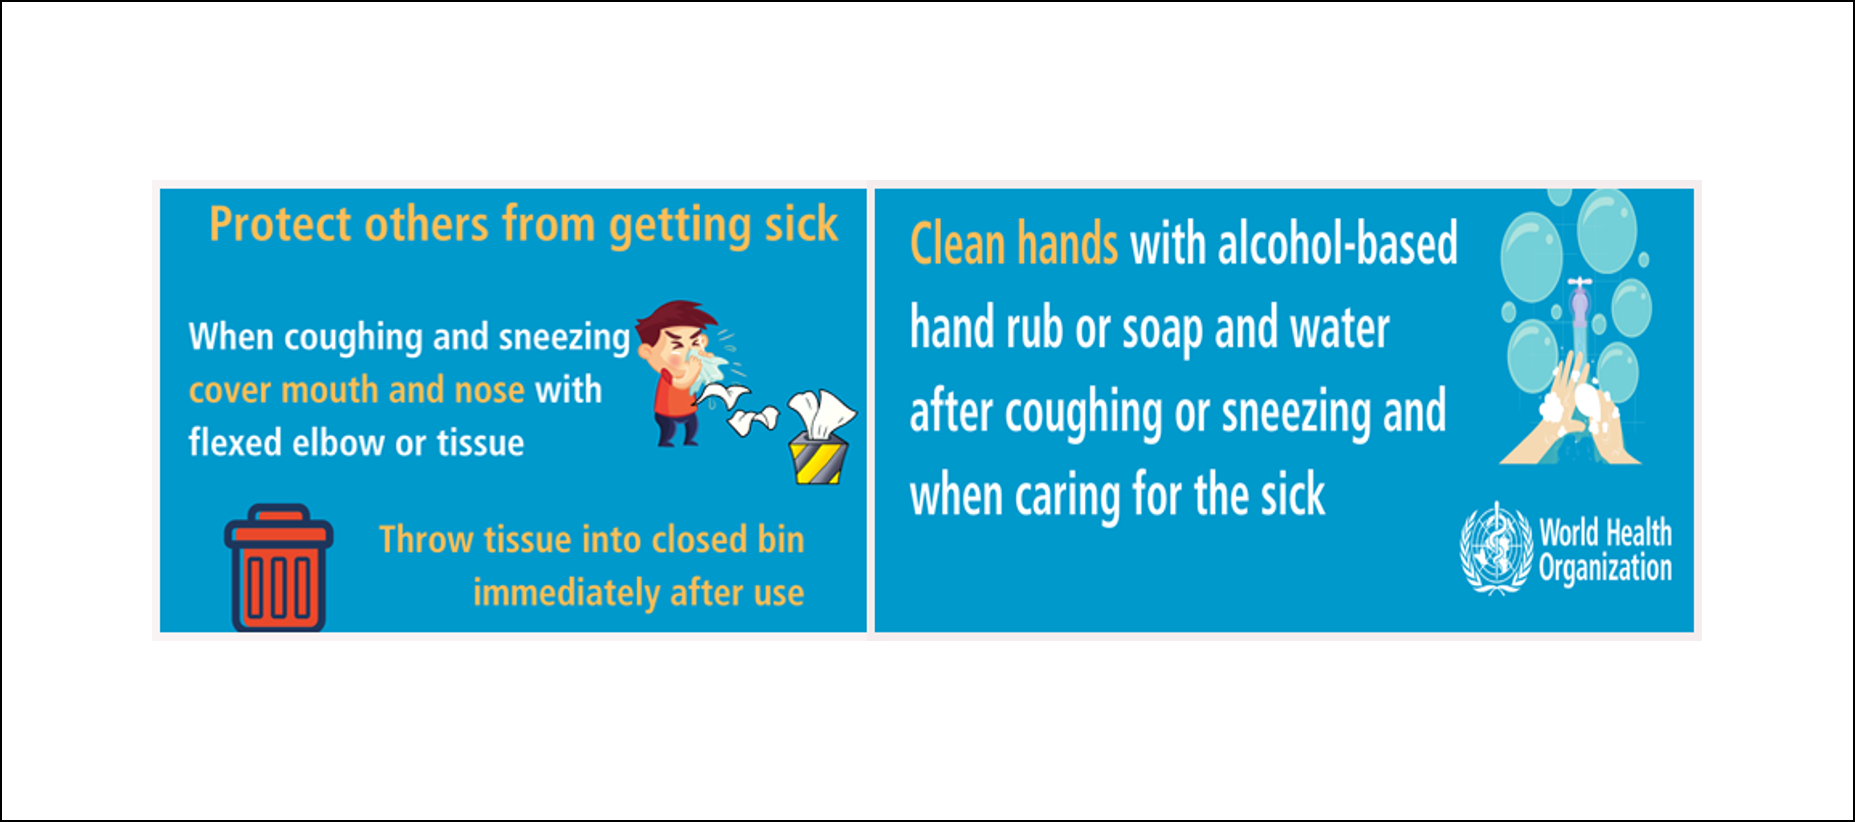 Protect others from getting sick
When coughing and sneezing
cover mouth and nose with
flexed elbow or tissue
Throw tissue into closed bin
immediately after use
Clean hands with alcohol-based
hand rub or soap and water
after coughing or sneezing and
when caring for the sick
World Health
Organization